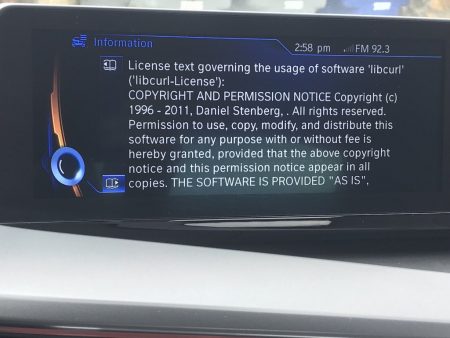 Information
2:58 pm
FM 92.3
License text governing the usage of software 'libcurl'
('libcurl-License'):
COPYRIGHT AND PERMISSION NOTICE Copyright (c)
1996 - 2011, Daniel Stenberg, . All rights reserved.
Permission to use, copy, modify, and distribute this
software for any purpose with or without fee is
hereby granted, provided that the above copyright
notice and this permission notice appear in all
copies. THE SOFTWARE IS PROVIDED "AS IS",